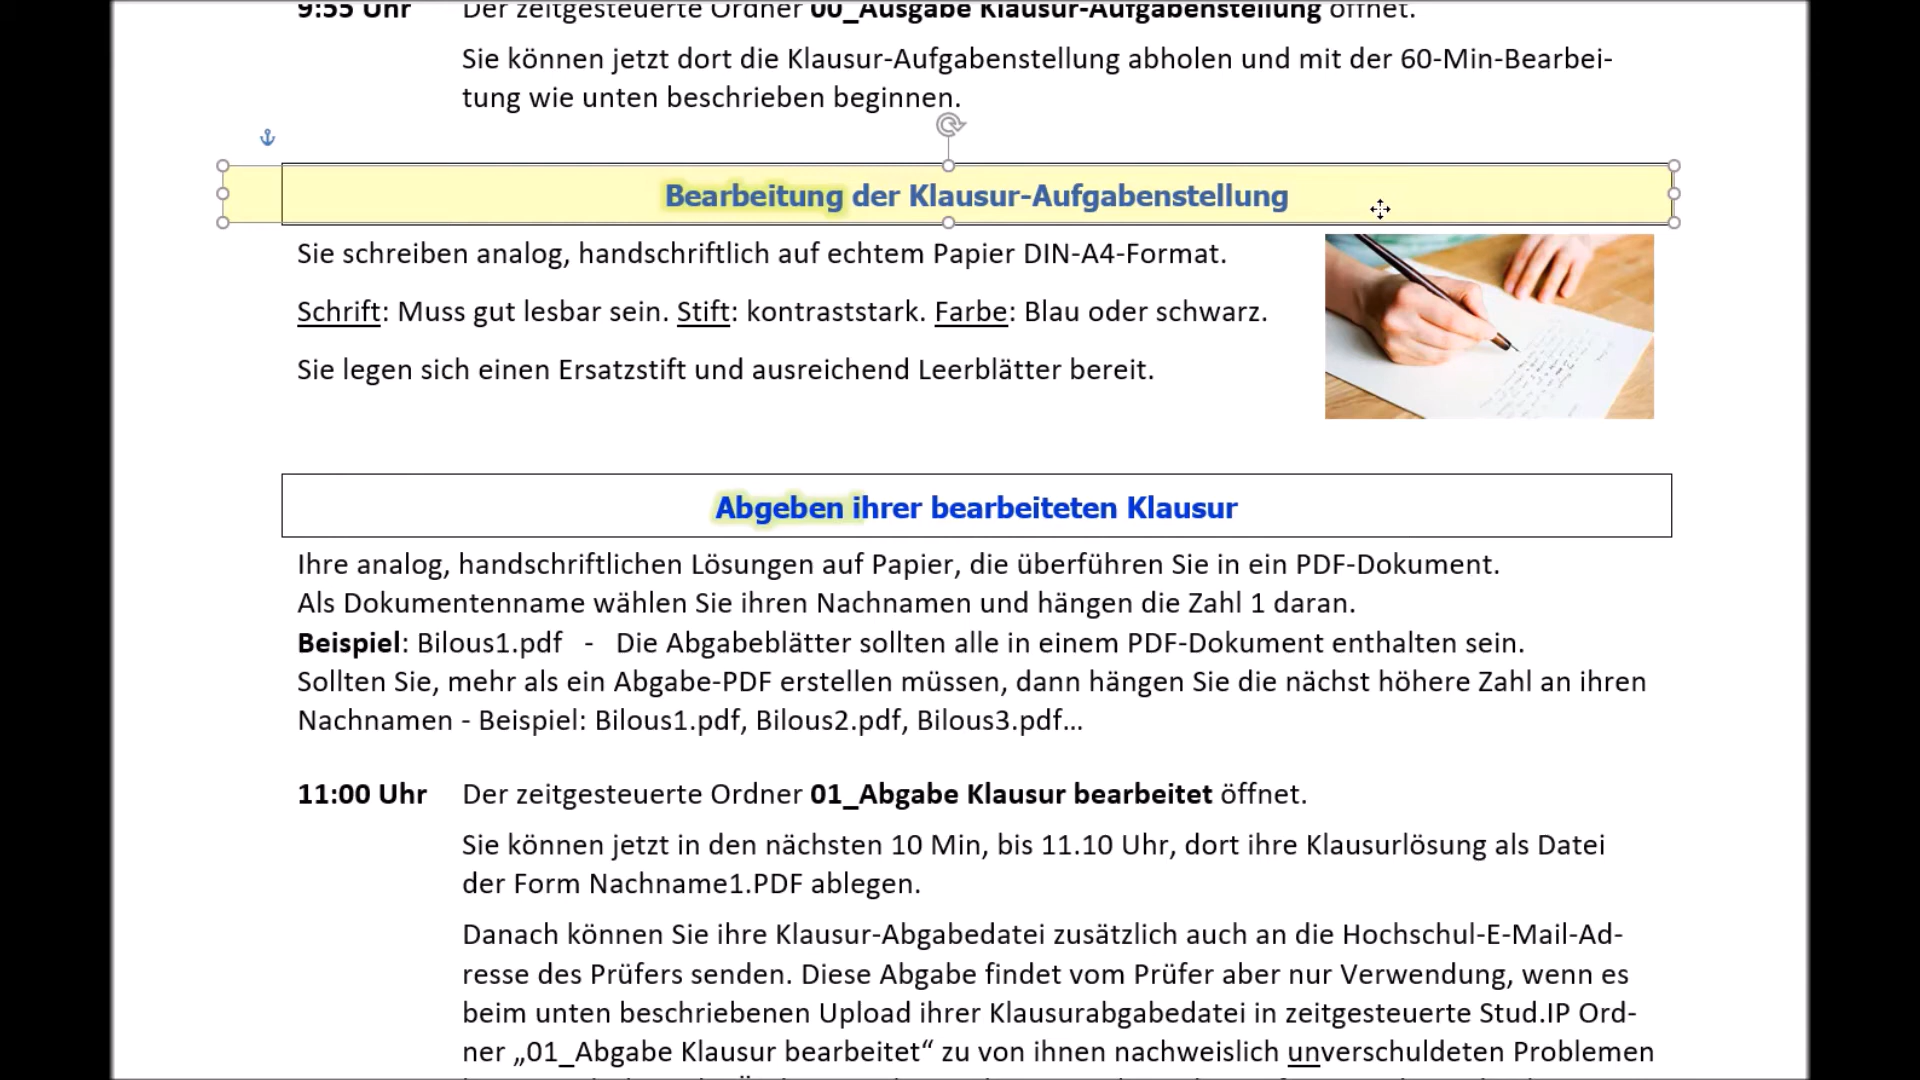 9:55 Uhr Der zeitgesteuerte Ordner 00_Ausgabe Klausur-Aufgabenstellung öffnet.
Sie können jetzt dort die Klausur-Aufgabenstellung abholen und mit der 60-Min-Bearbei-
tung wie unten beschrieben beginnen.
Bearbeitung der Klausur-Aufgabenstellung
Sie schreiben analog, handschriftlich auf echtem Papier DIN-A4-Format.
Schrift: Muss gut lesbar sein. Stift: kontraststark. Farbe: Blau oder schwarz.
Sie legen sich einen Ersatzstift und ausreichend Leerblätter bereit.
Abgeben ihrer bearbeiteten Klausur
Ihre analog, handschriftlichen Lösungen auf Papier, die überführen Sie in ein PDF-Dokument.
Als Dokumentenname wählen Sie ihren Nachnamen und hängen die Zahl 1 daran.
Beispiel: Bilous1.pdf - Die Abgabeblätter sollten alle in einem PDF-Dokument enthalten sein.
Sollten Sie, mehr als ein Abgabe-PDF erstellen müssen, dann hängen Sie die nächst höhere Zahl an ihren
Nachnamen - Beispiel: Bilous1.pdf, Bilous2.pdf, Bilous3.pdf…
11:00 Uhr Der zeitgesteuerte Ordner 01_Abgabe Klausur bearbeitet öffnet.
Sie können jetzt in den nächsten 10 Min, bis 11.10 Uhr, dort ihre Klausurlösung als Datei
der Form Nachname1.PDF ablegen.
Danach können Sie ihre Klausur-Abgabedatei zusätzlich auch an die Hochschul-E-Mail-Ad-
resse des Prüfers senden. Diese Abgabe findet vom Prüfer aber nur Verwendung, wenn es
beim unten beschriebenen Upload ihrer Klausurabgabedatei in zeitgesteuerte Stud.IP Ord-
ner „01_Abgabe Klausur bearbeitet“ zu von ihnen nachweislich unverschuldeten Problemen